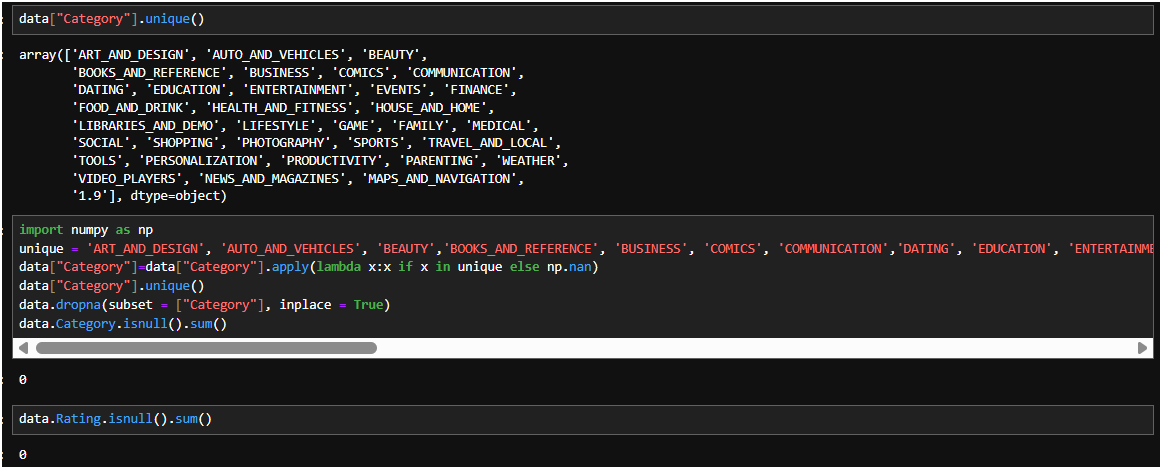 data["Category"].unique()
array(['ART_AND_DESIGN', 'AUTO_AND_VEHICLES', 'BEAUTY',
'BOOKS_AND_REFERENCE', 'BUSINESS', 'COMICS', 'COMMUNICATION',
'DATING', 'EDUCATION', 'ENTERTAINMENT', 'EVENTS', 'FINANCE',
'FOOD_AND_DRINK', 'HEALTH_AND_FITNESS', 'HOUSE_AND_HOME',
'LIBRARIES_AND_DEMO', 'LIFESTYLE', 'GAME', 'FAMILY', 'MEDICAL',
'SOCIAL', 'SHOPPING', 'PHOTOGRAPHY', 'SPORTS', 'TRAVEL_AND_LOCAL',
'TOOLS', 'PERSONALIZATION', 'PRODUCTIVITY', 'PARENTING', 'WEATHER',
'VIDEO_PLAYERS', 'NEWS_AND_MAGAZINES', 'MAPS_AND_NAVIGATION',
'1.9'], dtype=object)
import numpy as np
unique = 'ART_AND_DESIGN', 'AUTO_AND_VEHICLES', 'BEAUTY','BOOKS_AND_REFERENCE', 'BUSINESS', 'COMICS', 'COMMUNICATION','DATING', 'EDUCATION', 'ENTERTAINME
data["Category"]=data["Category"].apply(lambda x:x if x in unique else np.nan)
data["Category"].unique()
data.dropna(subset = ["Category"], inplace = True)
data.Category.isnull().sum()
0
data.Rating.isnull().sum()
0